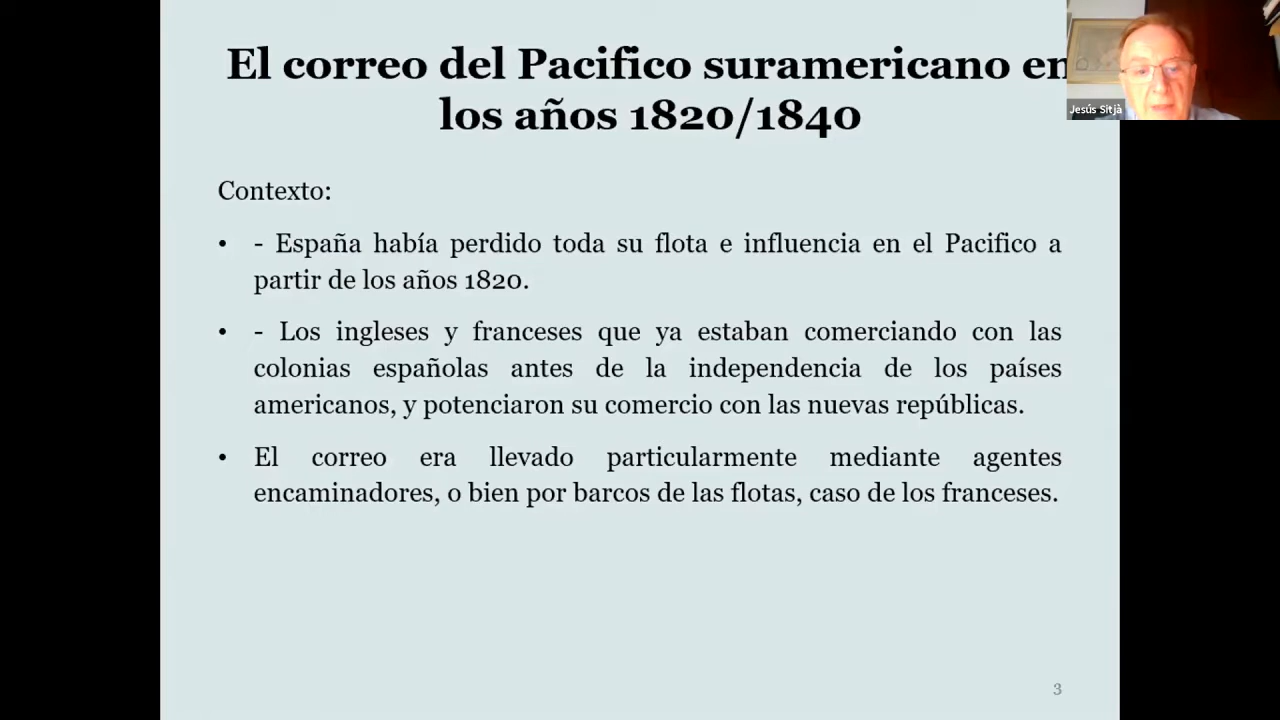 El correo del Pacifico suramericano en
los años 1820/1840
Jesús Sitjà
Contexto:
• - España había perdido toda su flota e influencia en el Pacifico a
partir de los años 1820.
• - Los ingleses y franceses que ya estaban comerciando con las
colonias españolas antes de la independencia de los países
americanos, y potenciaron su comercio con las nuevas repúblicas.
• El correo era llevado particularmente mediante agentes
encaminadores, o bien por barcos de las flotas, caso de los franceses.
3